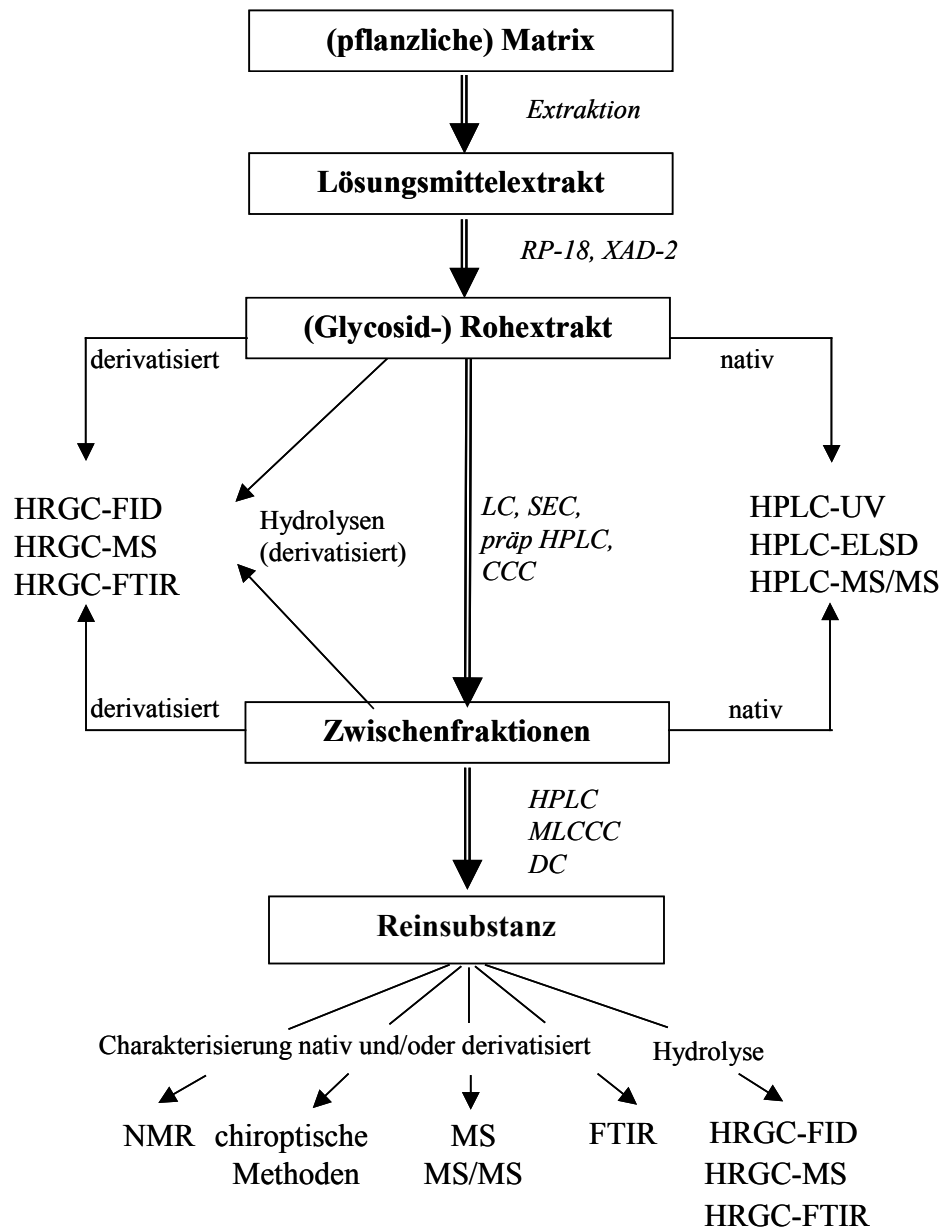 (pflanzliche) Matrix
Extraktion
Lösungsmittelextrakt
RP-18, XAD-2
(Glycosid-) Rohextrakt
derivatisiert
nativ
HRGC-FID
HRGC-MS
HRGC-FTIR
Hydrolysen
(derivatisiert)
LC, SEC,
präp HPLC,
CCC
HPLC-UV
HPLC-ELSD
HPLC-MS/MS
derivatisiert
nativ
Zwischenfraktionen
HPLC
MLCCC
DC
Reinsubstanz
Charakterisierung nativ und/oder derivatisiert
Hydrolyse
NMR
chiroptische
Methoden
MS
MS/MS
FTIR
HRGC-FID
HRGC-MS
HRGC-FTIR